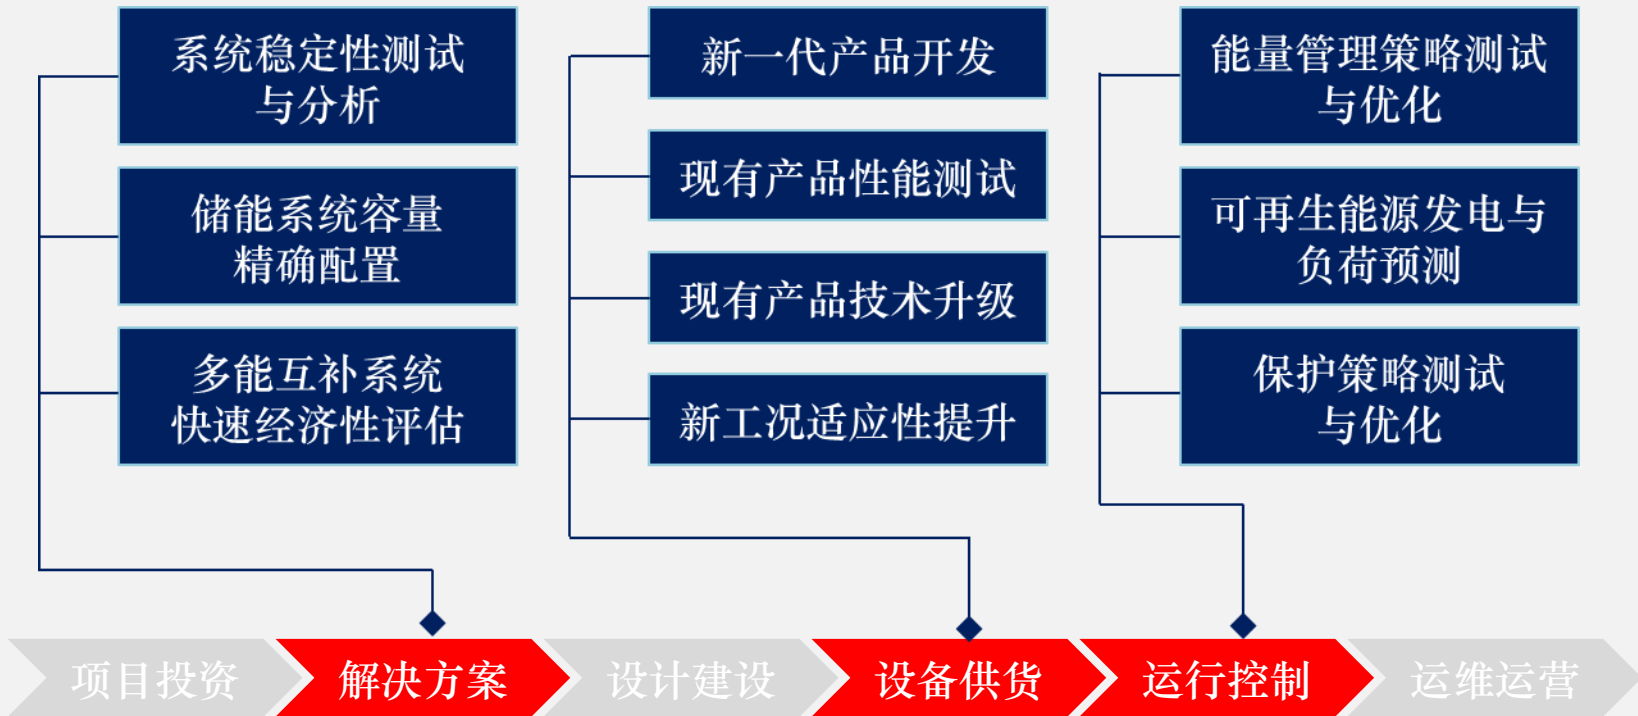 系统稳定性测试
与分析
储能系统容量
精确配置
多能互补系统
快速经济性评估
新一代产品开发
现有产品性能测试
现有产品技术升级
新工况适应性提升
能量管理策略测试
与优化
可再生能源发电与
负荷预测
保护策略测试
与优化
项目投资
解决方案
设计建设
设备供货
运行控制
运维运营